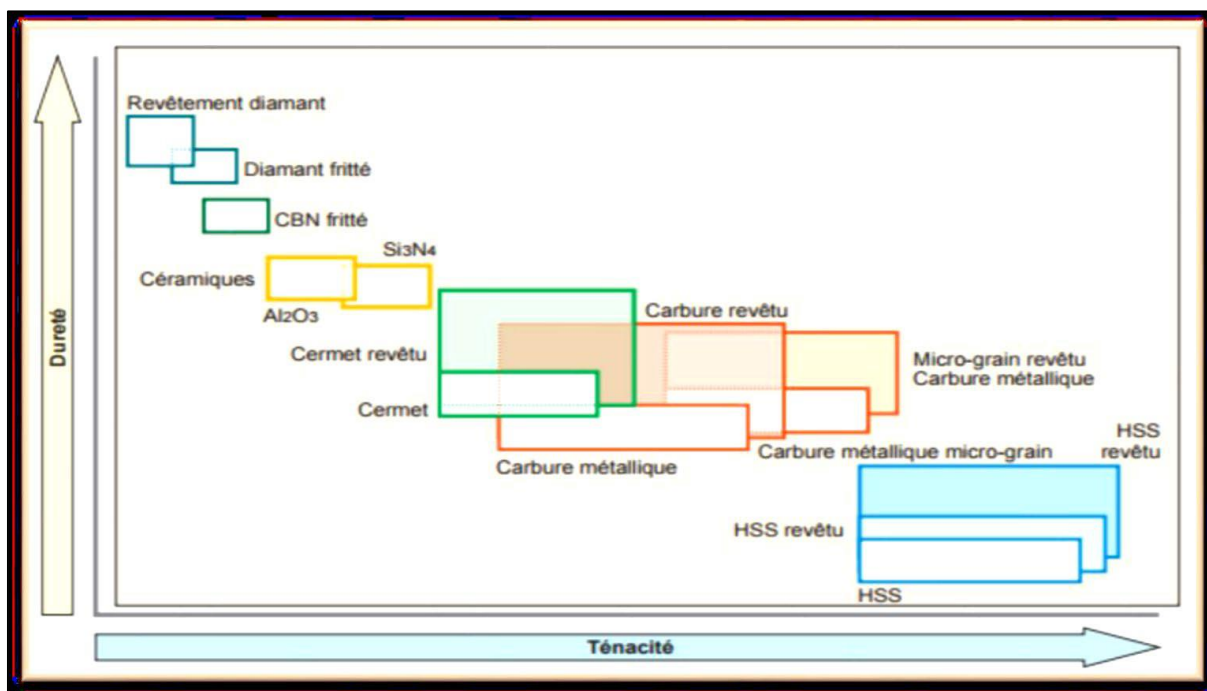 Revêtement diamant
Diamant fritté
CBN fritté
Si3N4
Céramiques
Al2O3
Carbure revêtu
Cermet revêtu
Micro-grain revêtu
Carbure métallique
Cermet
HSS
revêtu
Carbure métallique micro-grain
Carbure métallique
HSS revêtu
HSS
Dureté
Ténacité